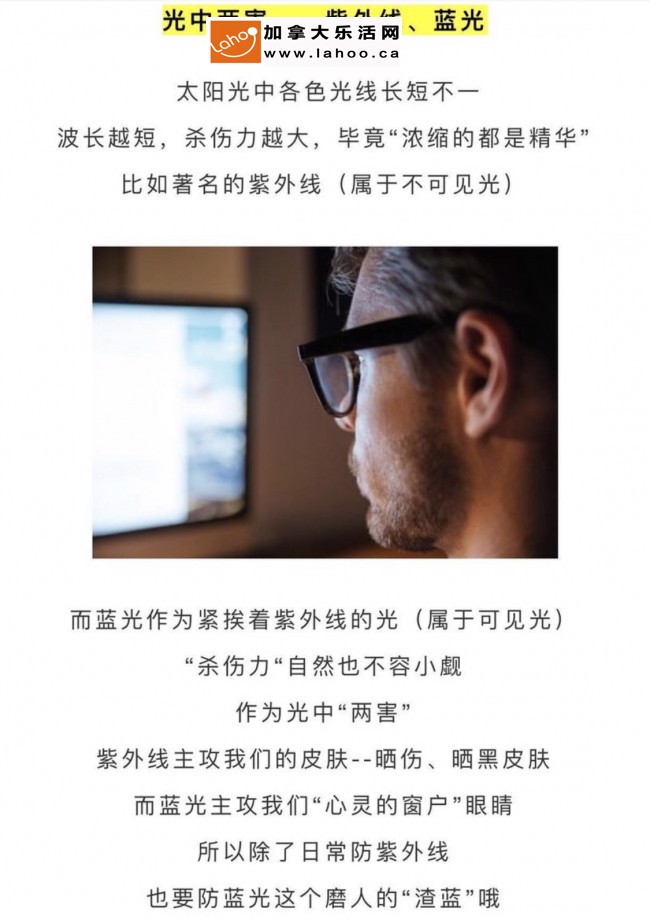 光中两害——紫外线、蓝光
Lahoo
加拿大乐活网
www.lahoo.ca
太阳光中各色光线长短不一
波长越短，杀伤力越大，毕竟“浓缩的都是精华”
比如著名的紫外线（属于不可见光）
而蓝光作为紧挨着紫外线的光（属于可见光）
“杀伤力“自然也不容小觑
作为光中“两害”
紫外线主攻我们的皮肤--晒伤、晒黑皮肤
而蓝光主攻我们“心灵的窗户”眼睛
所以除了日常防紫外线
也要防蓝光这个磨人的“渣蓝”哦